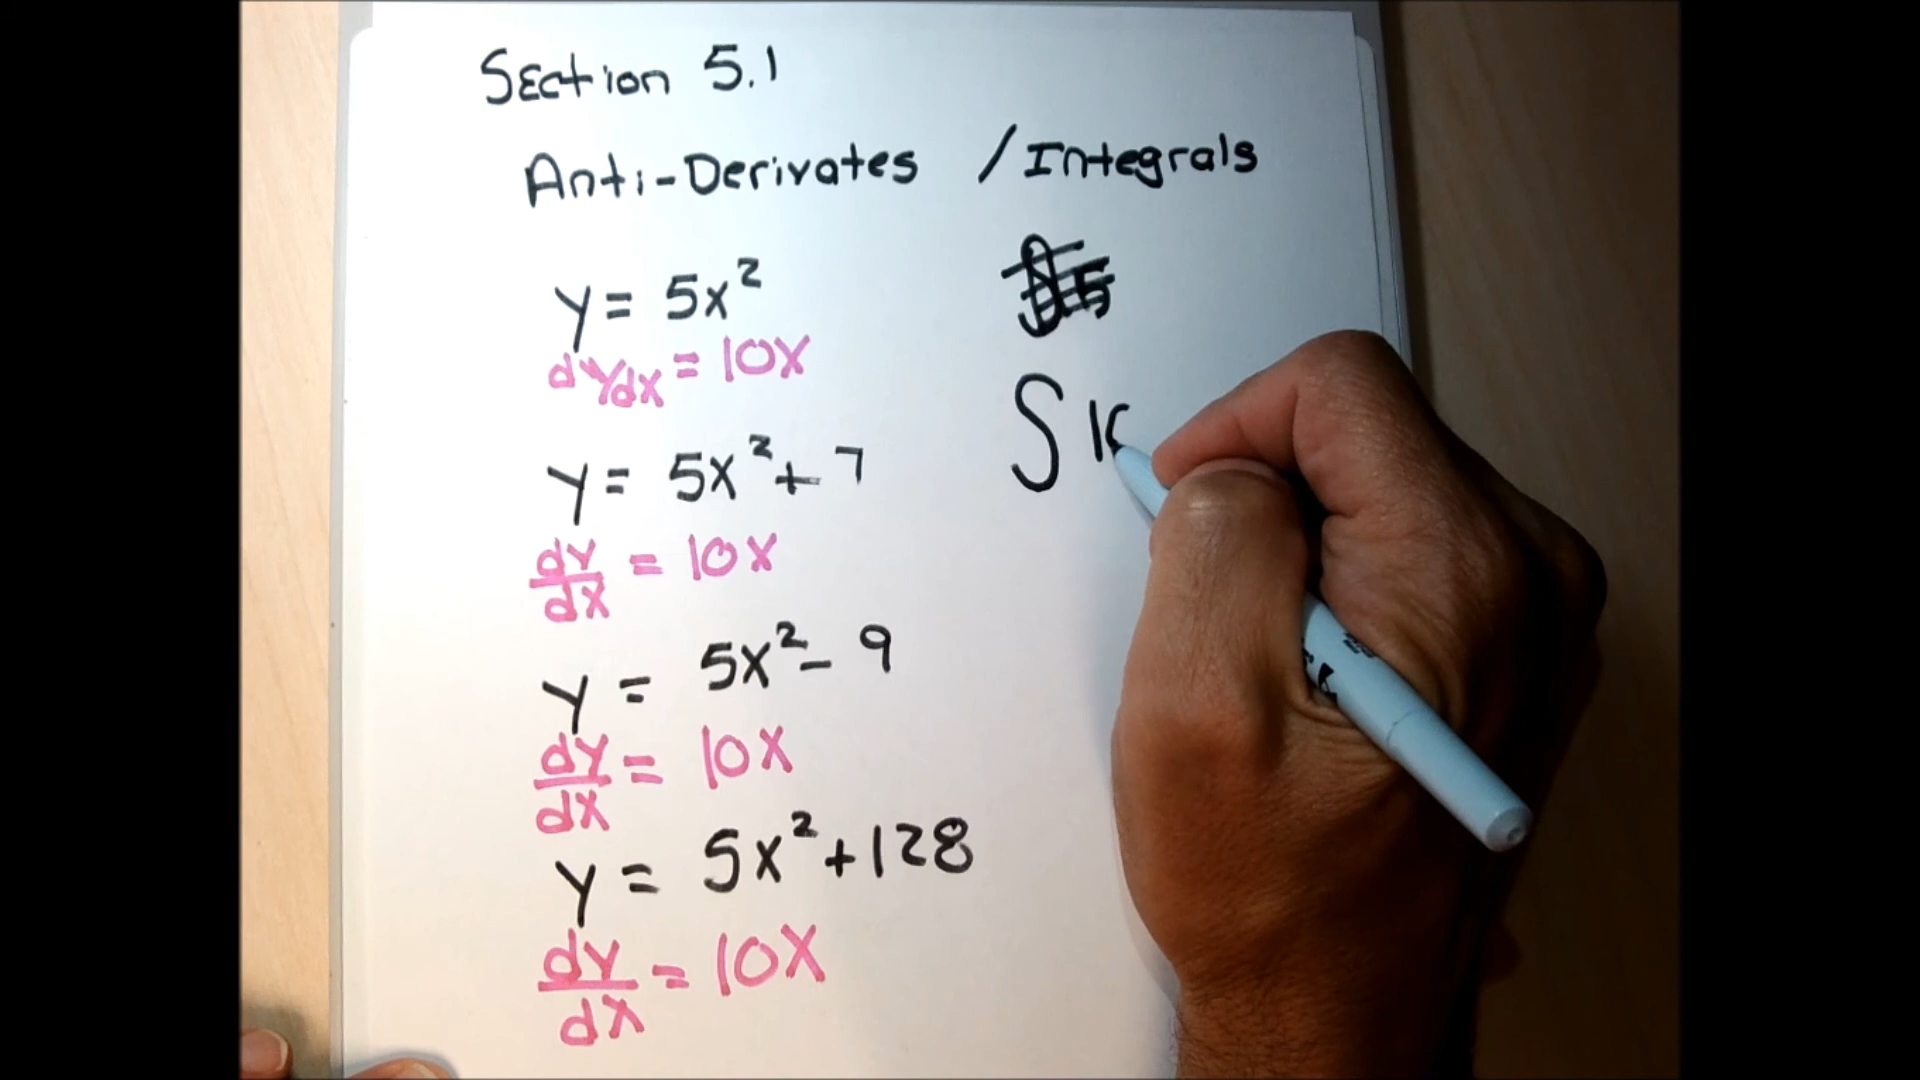 Section 5.1
Anti-Derivates / Integrals
y = 5x²
dy/dx = 10x
y = 5x² + 7
dy/dx = 10x
y = 5x² - 9
dy/dx = 10x
y = 5x² + 128
dy/dx = 10x
∫ 10